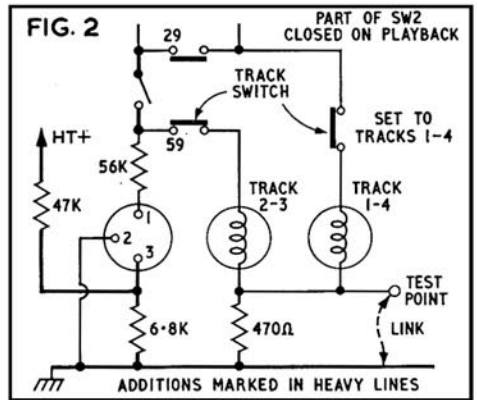 FIG. 2
PART OF SW2
CLOSED ON PLAYBACK
29
TRACK
SWITCH
HT+
59
SET TO
TRACKS 1-4
56K
47K
TRACK
2-3
TRACK
1-4
1
2
3
TEST
POINT
6·8K
470Ω
LINK
ADDITIONS MARKED IN HEAVY LINES